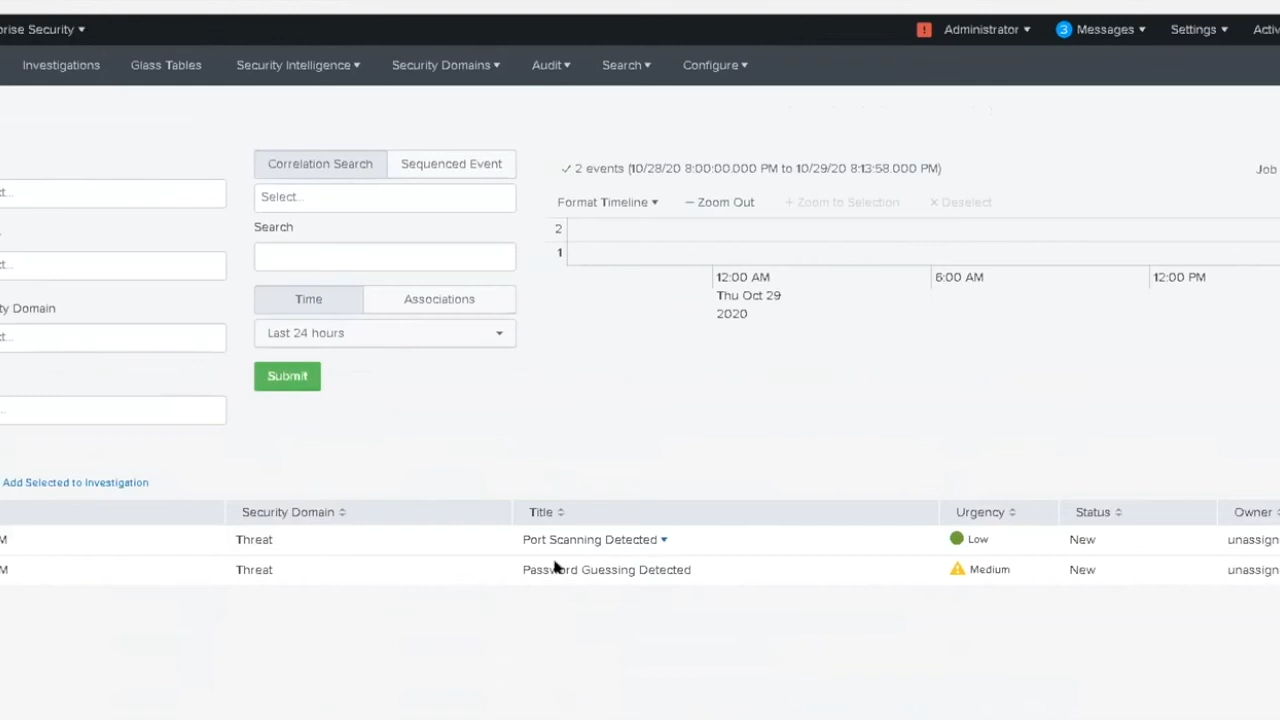 rise Security
Administrator
3 Messages
Settings
Activ
Investigations
Glass Tables
Security Intelligence
Security Domains
Audit
Search
Configure
Correlation Search
Sequenced Event
Select...
Search
Time
Associations
Last 24 hours
Submit
y Domain
✓ 2 events (10/28/20 8:00:00.000 PM to 10/29/20 8:13:58.000 PM)
Job
Format Timeline
− Zoom Out
+ Zoom to Selection
× Deselect
2
1
12:00 AM
Thu Oct 29
2020
6:00 AM
12:00 PM
Add Selected to Investigation
Security Domain
Title
Urgency
Status
Owner
M
Threat
Port Scanning Detected
Low
New
unassign
M
Threat
Password Guessing Detected
Medium
New
unassign